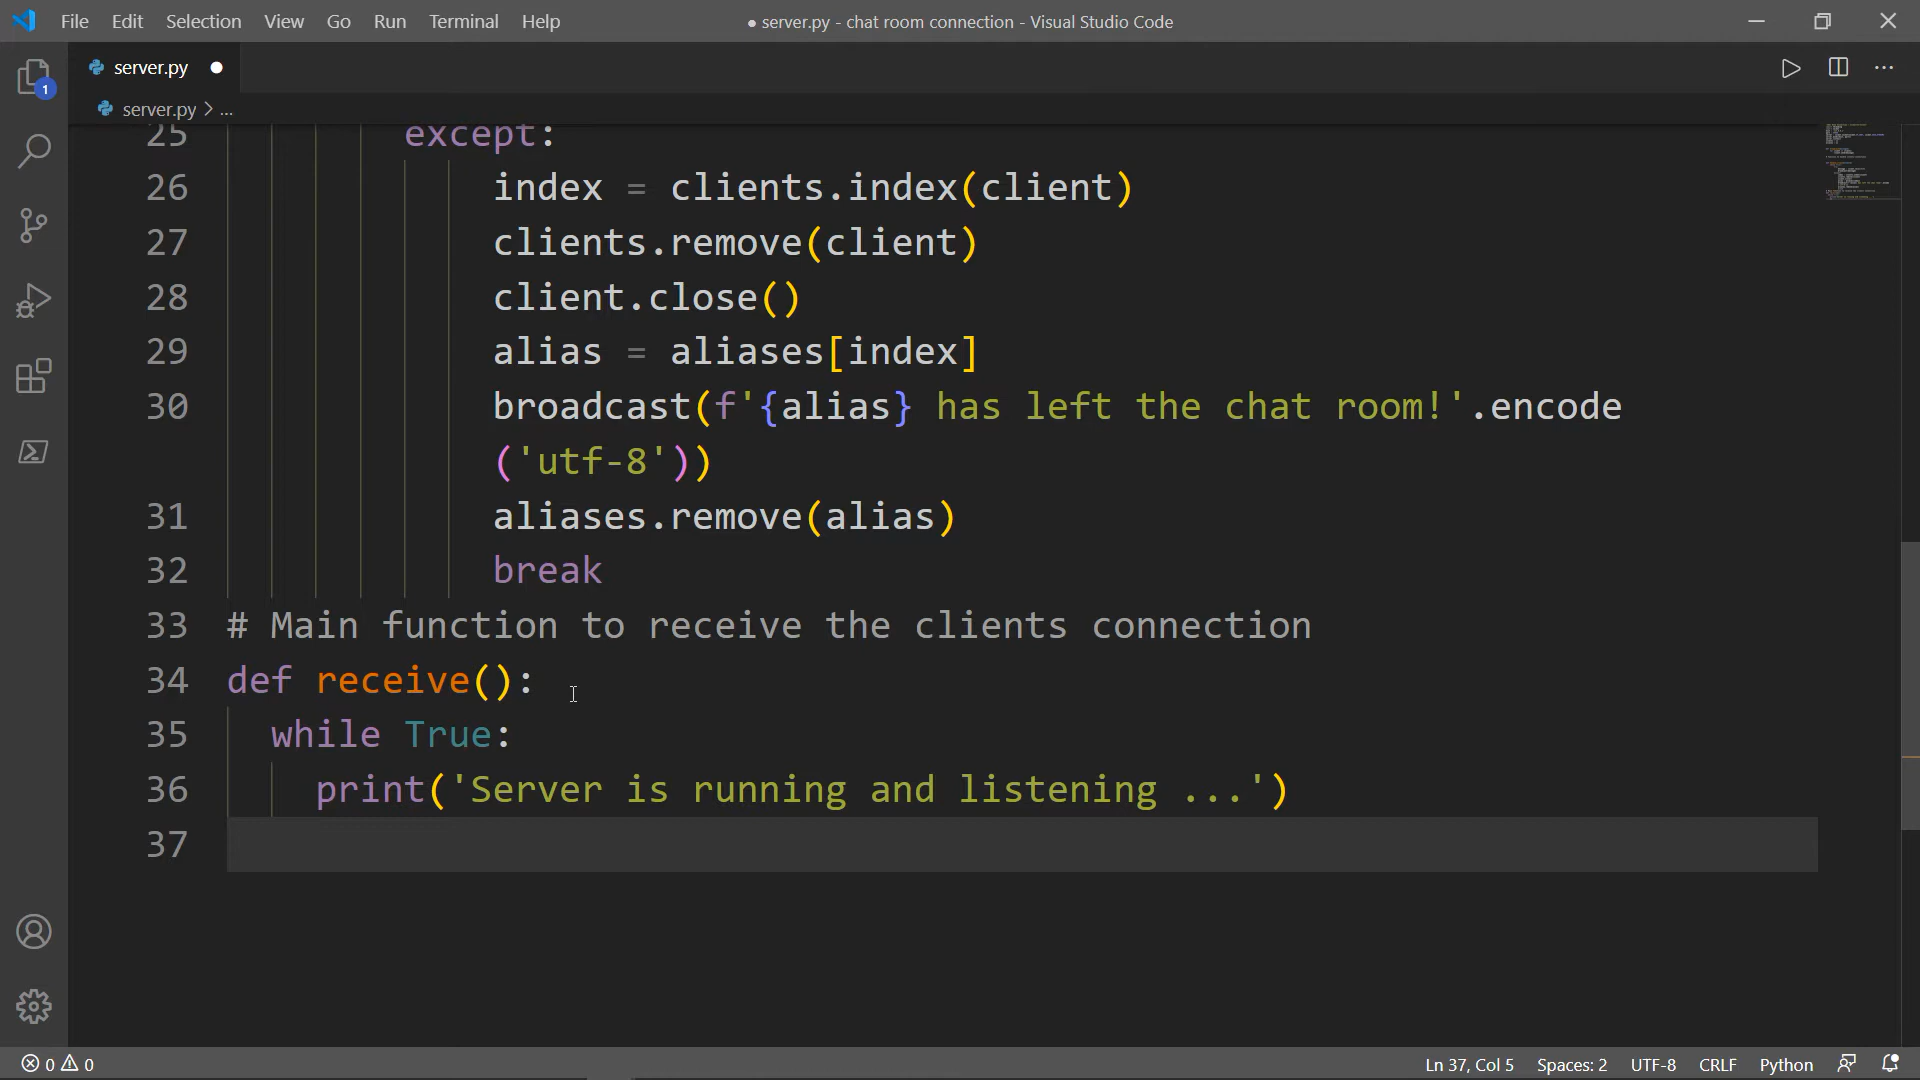 File Edit Selection View Go Run Terminal Help
● server.py - chat room connection - Visual Studio Code
server.py ●
1
server.py > ...
25 except:
26 index = clients.index(client)
27 clients.remove(client)
28 client.close()
29 alias = aliases[index]
30 broadcast(f'{alias} has left the chat room!'.encode
('utf-8'))
31 aliases.remove(alias)
32 break
33 # Main function to receive the clients connection
34 def receive():
35 while True:
36 print('Server is running and listening ...')
37
0 0
Ln 37, Col 5 Spaces: 2 UTF-8 CRLF Python